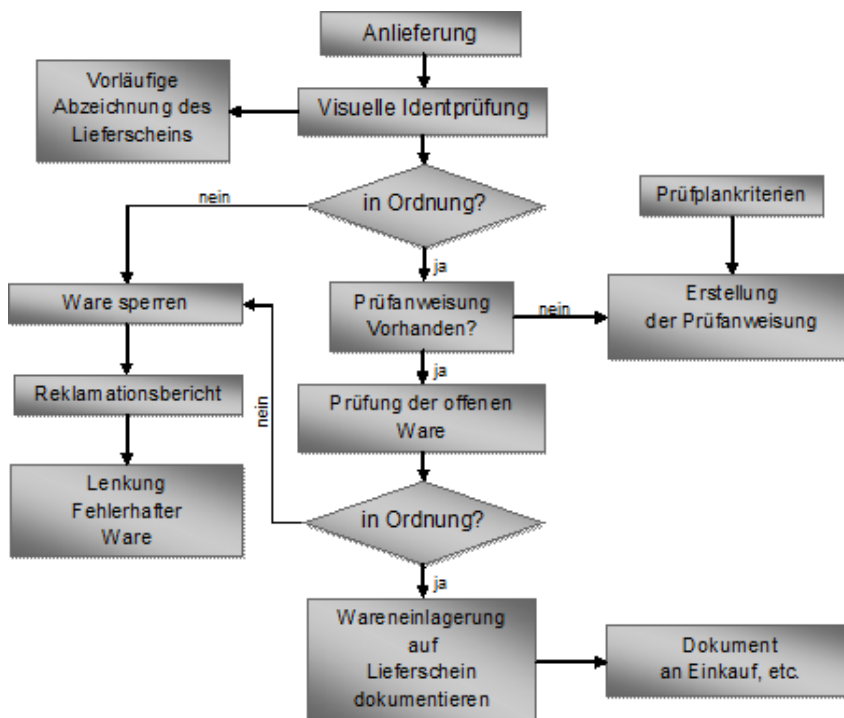 Anlieferung
Vorläufige
Abzeichnung des
Lieferscheins
Visuelle Identprüfung
in Ordnung?
nein
ja
Prüfplankriterien
Ware sperren
Prüfanweisung
Vorhanden?
nein
Erstellung
der Prüfanweisung
ja
Reklamationsbericht
nein
Prüfung der offenen
Ware
Lenkung
Fehlerhafter
Ware
in Ordnung?
ja
Wareneinlagerung
auf
Lieferschein
dokumentieren
Dokument
an Einkauf, etc.